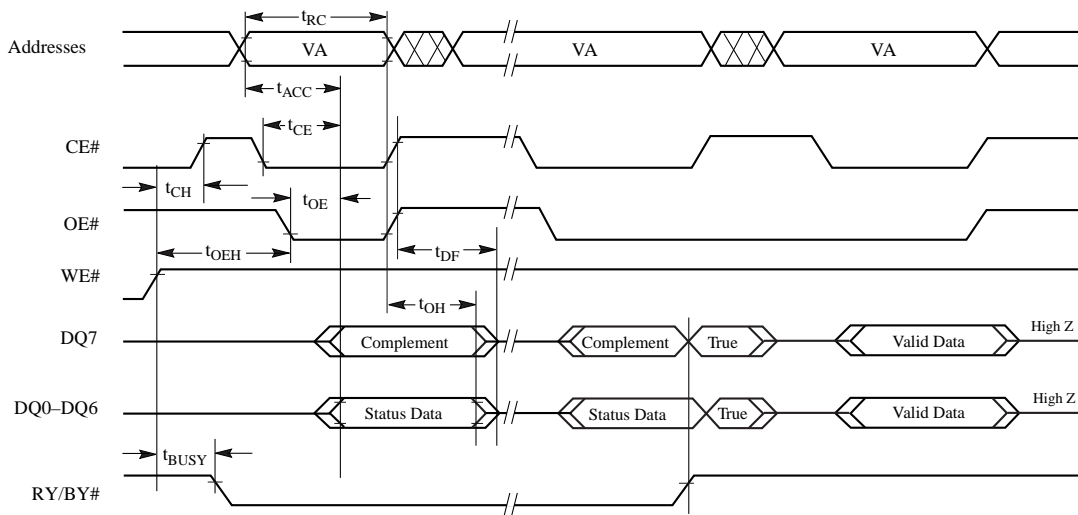 tRC
Addresses VA VA VA
tACC
tCE
CE#
tCH tOE
OE#
tOEH tDF
WE#
tOH
DQ7 Complement Complement True Valid Data High Z
DQ0–DQ6 Status Data Status Data True Valid Data High Z
tBUSY
RY/BY#